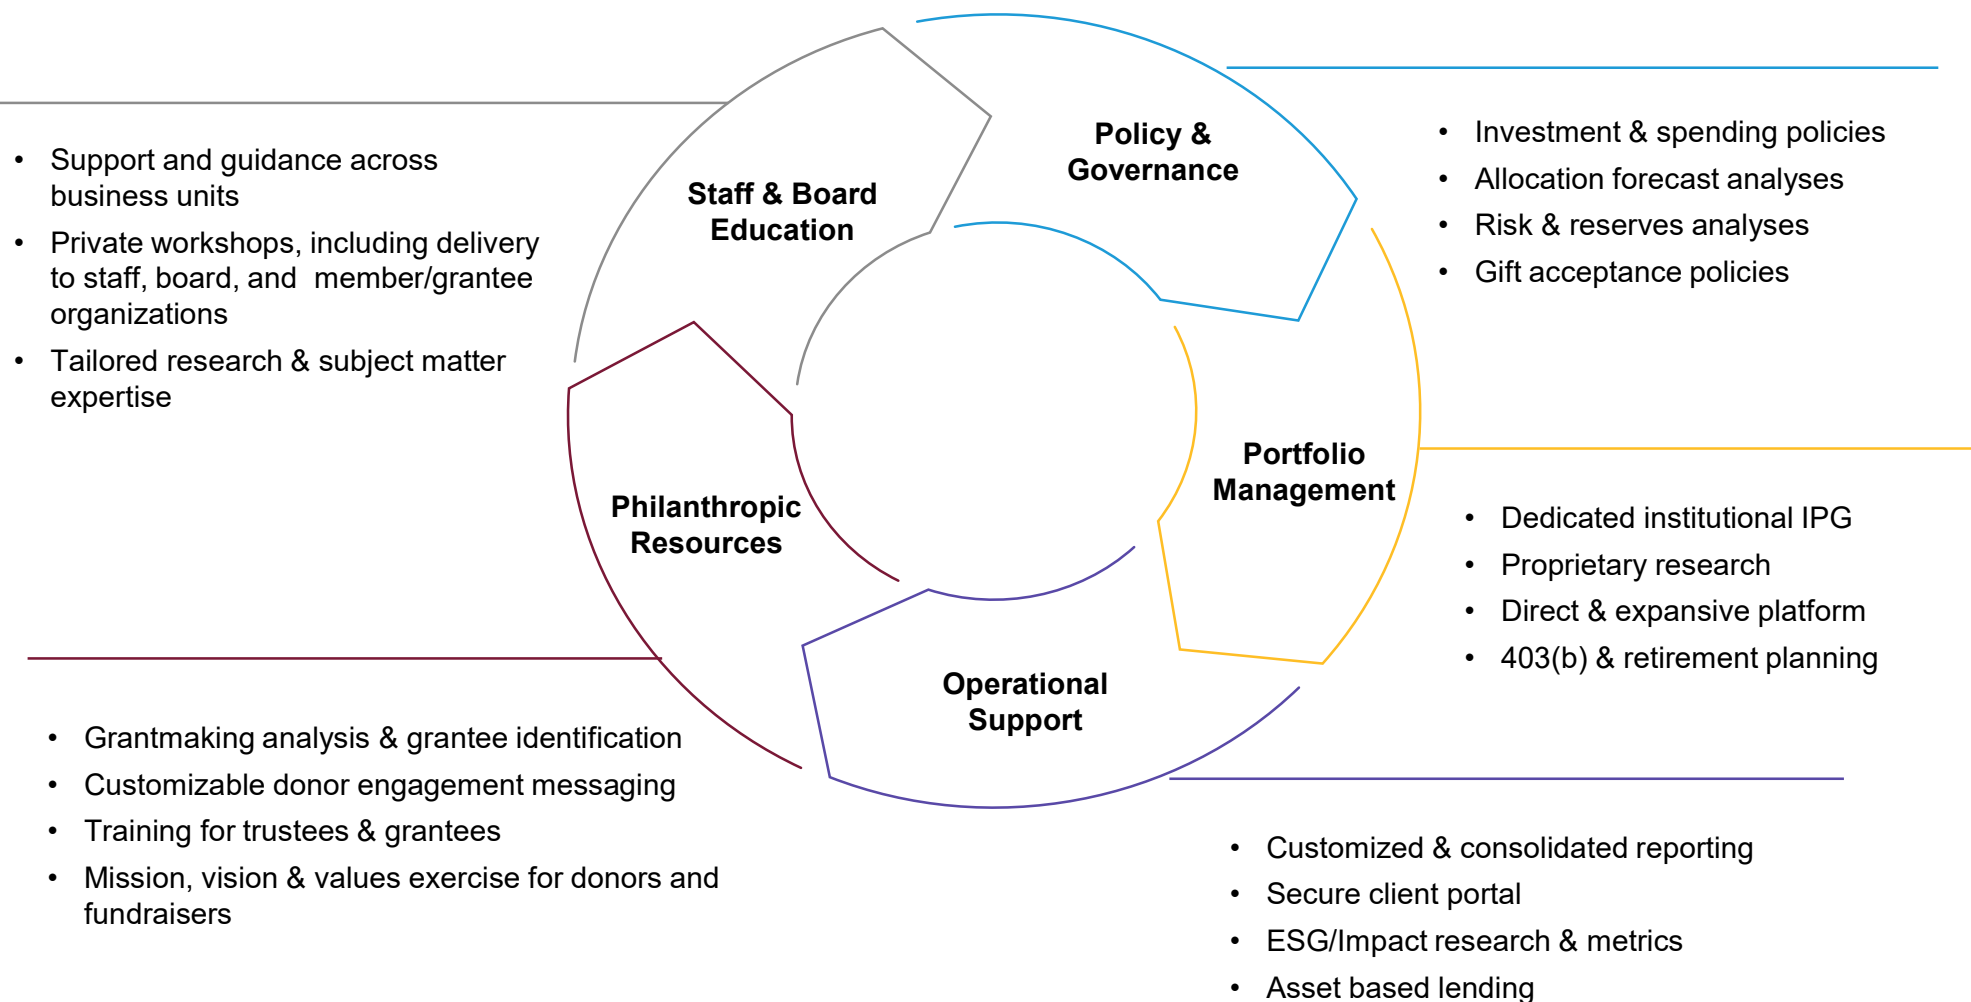 Policy &
Governance
• Investment & spending policies
• Allocation forecast analyses
• Risk & reserves analyses
• Gift acceptance policies
Staff & Board
Education
• Support and guidance across
business units
• Private workshops, including delivery
to staff, board, and  member/grantee
organizations
• Tailored research & subject matter
expertise
Portfolio
Management
• Dedicated institutional IPG
• Proprietary research
• Direct & expansive platform
• 403(b) & retirement planning
Philanthropic
Resources
• Grantmaking analysis & grantee identification
• Customizable donor engagement messaging
• Training for trustees & grantees
• Mission, vision & values exercise for donors and
fundraisers
Operational
Support
• Customized & consolidated reporting
• Secure client portal
• ESG/Impact research & metrics
• Asset based lending